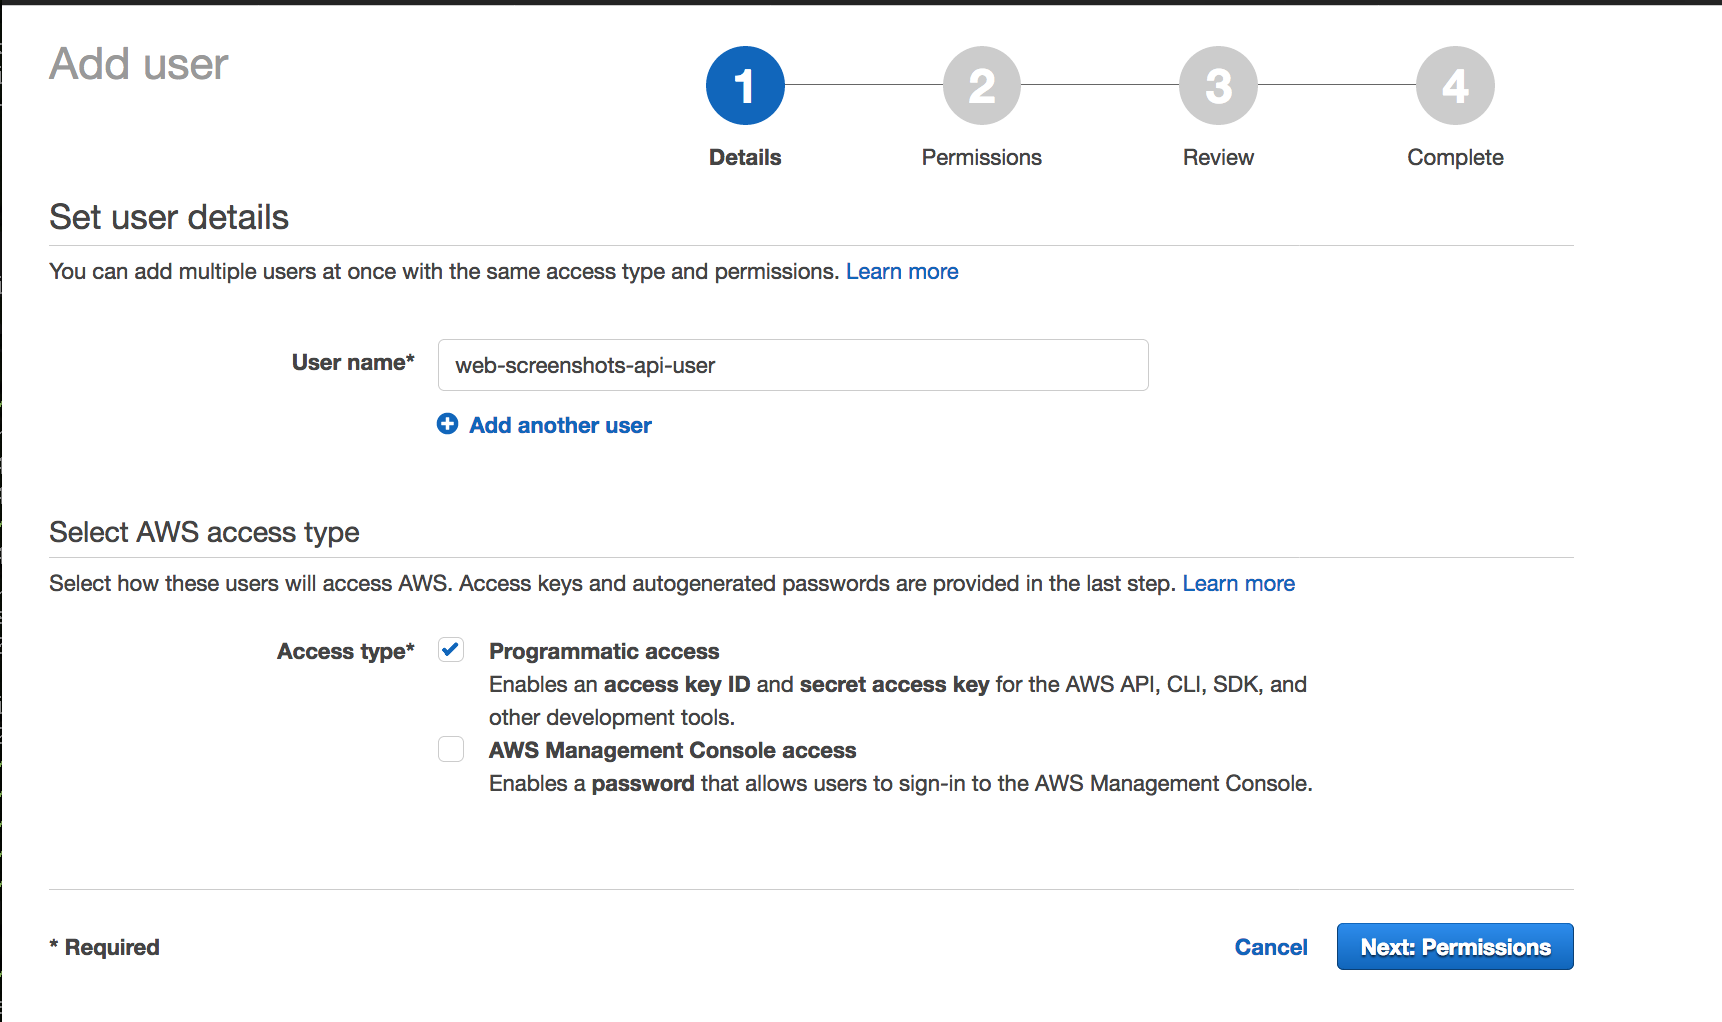 Add user
1
2
3
4
Details
Permissions
Review
Complete
Set user details
You can add multiple users at once with the same access type and permissions. Learn more
User name* web-screenshots-api-user
Add another user
Select AWS access type
Select how these users will access AWS. Access keys and autogenerated passwords are provided in the last step. Learn more
Access type* Programmatic access
Enables an access key ID and secret access key for the AWS API, CLI, SDK, and
other development tools.
AWS Management Console access
Enables a password that allows users to sign-in to the AWS Management Console.
* Required
Cancel
Next: Permissions